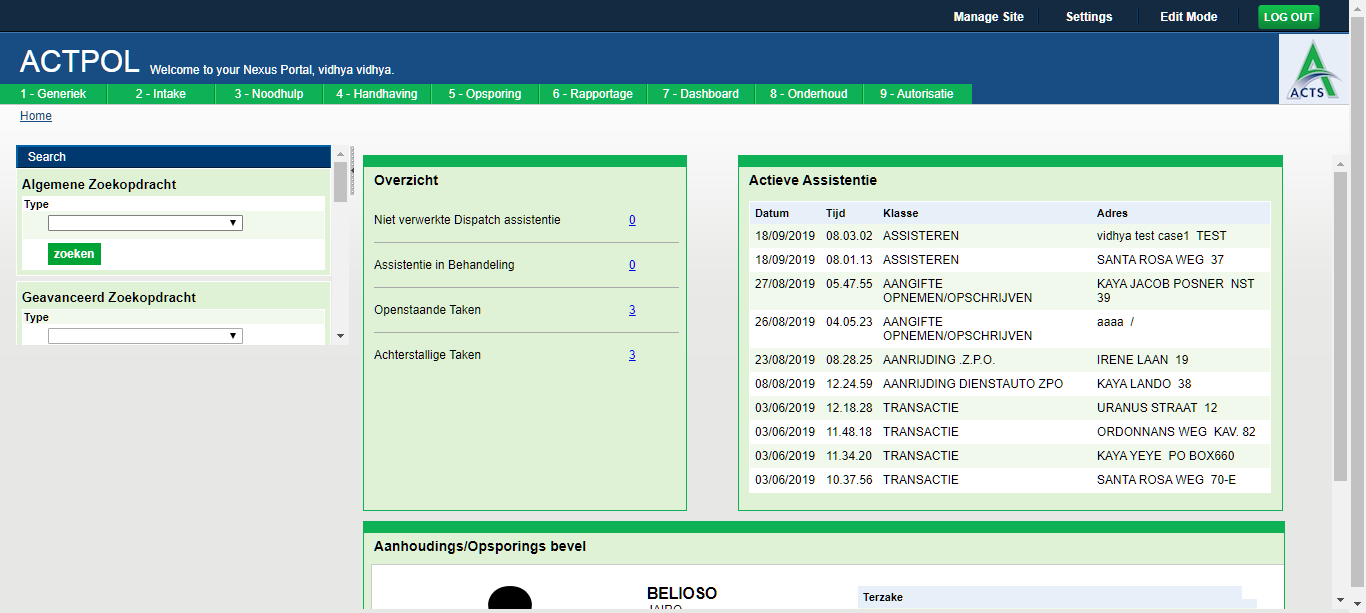 Manage Site Settings Edit Mode LOG OUT
ACTPOL Welcome to your Nexus Portal, vidhya vidhya.
ACTS
1 - Generiek 2 - Intake 3 - Noodhulp 4 - Handhaving 5 - Opsporing 6 - Rapportage 7 - Dashboard 8 - Onderhoud 9 - Autorisatie
Home
Search
Algemene Zoekopdracht
Type
zoeken
Geavanceerd Zoekopdracht
Type
Overzicht
Niet verwerkte Dispatch assistentie 0
Assistentie in Behandeling 0
Openstaande Taken 3
Achterstallige Taken 3
Actieve Assistentie
Datum Tijd Klasse Adres
18/09/2019 08.03.02 ASSISTEREN vidhya test case1 TEST
18/09/2019 08.01.13 ASSISTEREN SANTA ROSA WEG 37
27/08/2019 05.47.55 AANGIFTE KAYA JACOB POSNER NST
OPNEMEN/OPSCHRIJVEN 39
26/08/2019 04.05.23 AANGIFTE aaaa /
OPNEMEN/OPSCHRIJVEN
23/08/2019 08.28.25 AANRIJDING .Z.P.O. IRENE LAAN 19
08/08/2019 12.24.59 AANRIJDING DIENSTAUTO ZPO KAYA LANDO 38
03/06/2019 12.18.28 TRANSACTIE URANUS STRAAT 12
03/06/2019 11.48.18 TRANSACTIE ORDONNANS WEG KAV. 82
03/06/2019 11.34.20 TRANSACTIE KAYA YEYE PO BOX660
03/06/2019 10.37.56 TRANSACTIE SANTA ROSA WEG 70-E
Aanhoudings/Opsporings bevel
BELIOSO
Terzake